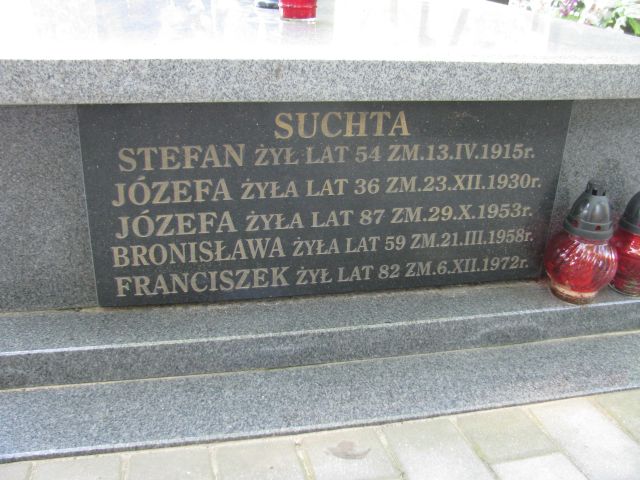 SUCHTA
STEFAN ŻYŁ LAT 54 ZM.13.IV.1915r.
JÓZEFA ŻYŁA LAT 36 ZM.23.XII.1930r.
JÓZEFA ŻYŁA LAT 87 ZM.29.X.1953r.
BRONISŁAWA ŻYŁA LAT 59 ZM.21.III.1958r.
FRANCISZEK ŻYŁ LAT 82 ZM.6.XII.1972r.